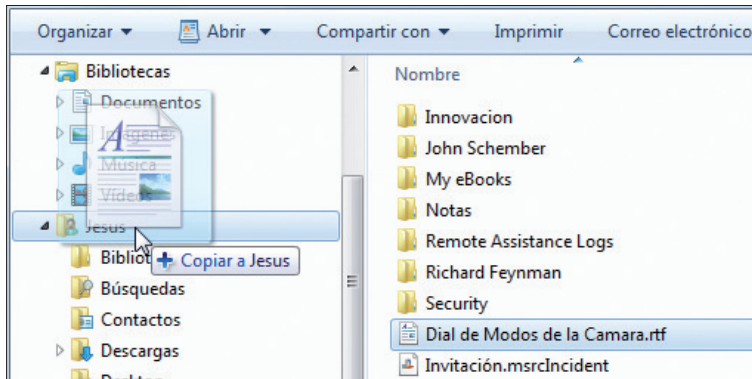 Organizar Abrir Compartir con Imprimir Correo electrónico
Bibliotecas
Documentos
Imágenes
Música
Vídeos
Jesus
Búsquedas
Contactos
Descargas
Nombre
Innovacion
John Schember
My eBooks
Notas
Remote Assistance Logs
Richard Feynman
Security
Dial de Modos de la Camara.rtf
Invitación.msrcIncident
Copiar a Jesus